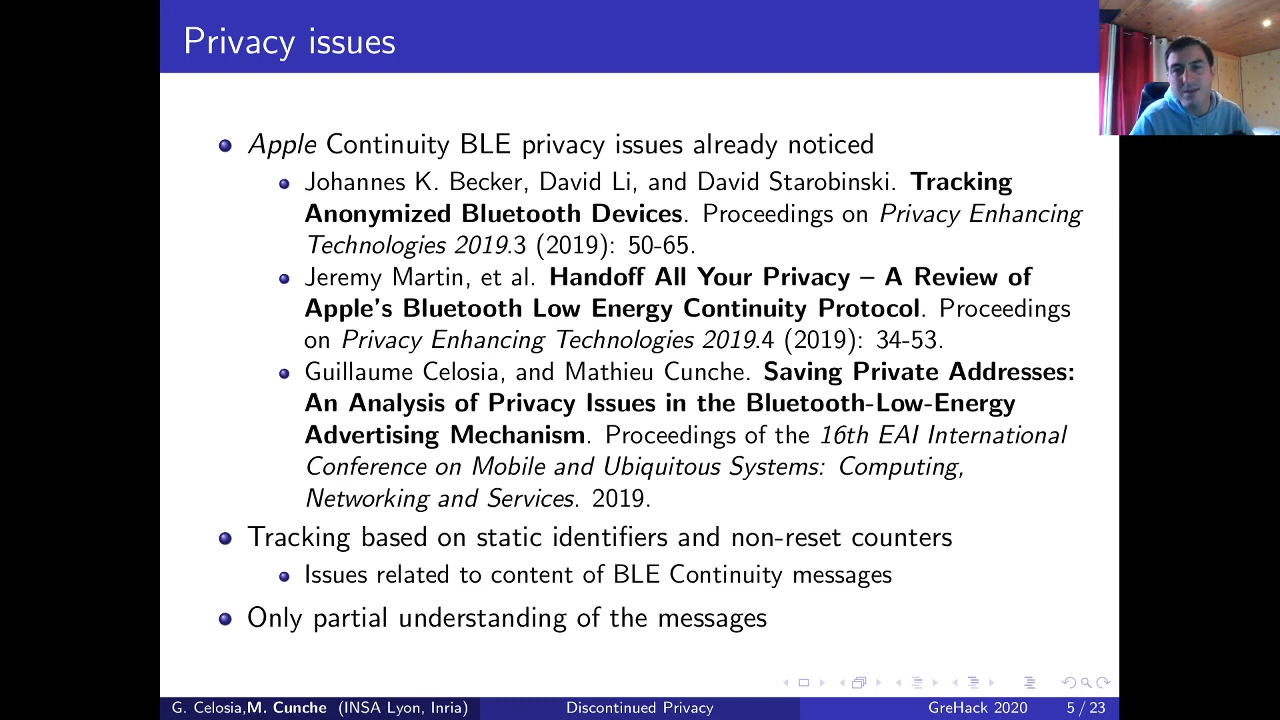 Privacy issues
Apple Continuity BLE privacy issues already noticed
Johannes K. Becker, David Li, and David Starobinski. Tracking
Anonymized Bluetooth Devices. Proceedings on Privacy Enhancing
Technologies 2019.3 (2019): 50-65.
Jeremy Martin, et al. Handoff All Your Privacy – A Review of
Apple's Bluetooth Low Energy Continuity Protocol. Proceedings
on Privacy Enhancing Technologies 2019.4 (2019): 34-53.
Guillaume Celosia, and Mathieu Cunche. Saving Private Addresses:
An Analysis of Privacy Issues in the Bluetooth-Low-Energy
Advertising Mechanism. Proceedings of the 16th EAI International
Conference on Mobile and Ubiquitous Systems: Computing,
Networking and Services. 2019.
Tracking based on static identifiers and non-reset counters
Issues related to content of BLE Continuity messages
Only partial understanding of the messages
G. Celosia,M. Cunche (INSA Lyon, Inria) Discontinued Privacy GreHack 2020 5 / 23